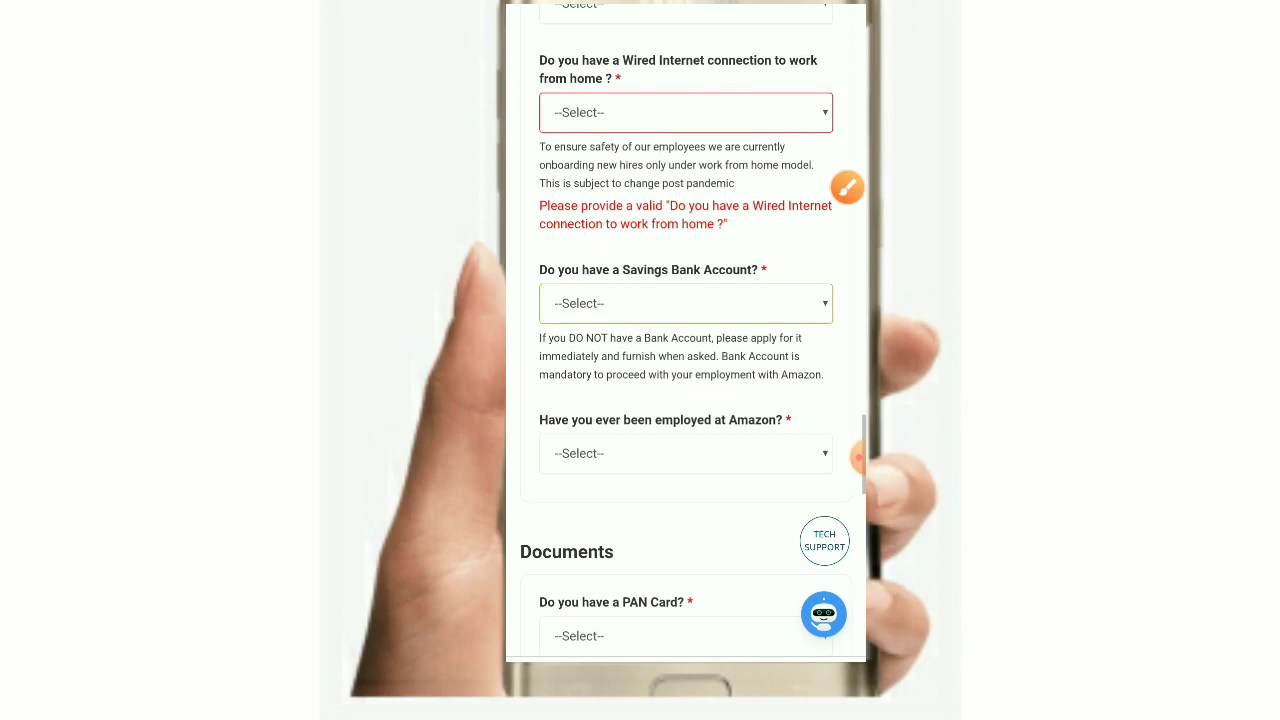 --Select--
Do you have a Wired Internet connection to work
from home ? *
--Select--
To ensure safety of our employees we are currently
onboarding new hires only under work from home model.
This is subject to change post pandemic
Please provide a valid "Do you have a Wired Internet
connection to work from home ?"
Do you have a Savings Bank Account? *
--Select--
If you DO NOT have a Bank Account, please apply for it
immediately and furnish when asked. Bank Account is
mandatory to proceed with your employment with Amazon.
Have you ever been employed at Amazon? *
--Select--
TECH
SUPPORT
Documents
Do you have a PAN Card? *
--Select--